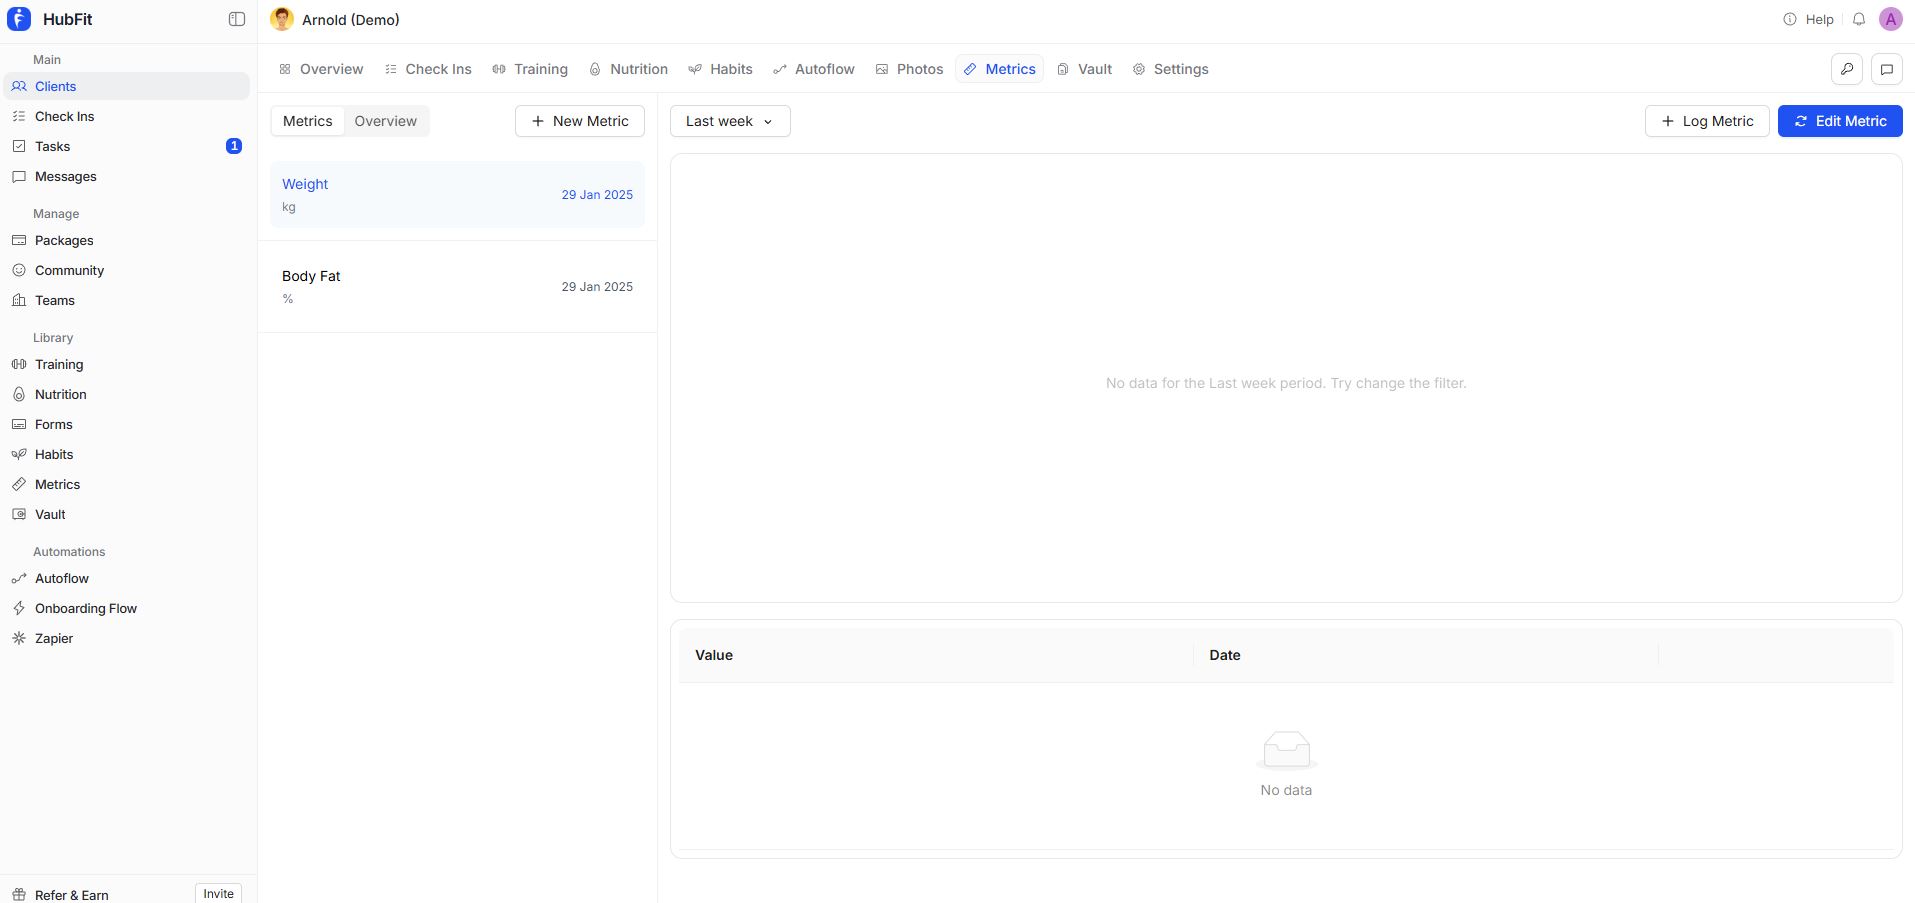 HubFit
Main
Clients
Check Ins
Tasks
1
Messages
Manage
Packages
Community
Teams
Library
Training
Nutrition
Forms
Habits
Metrics
Vault
Automations
Autoflow
Onboarding Flow
Zapier
Refer & Earn
Invite
Arnold (Demo)
Help
A
Overview
Check Ins
Training
Nutrition
Habits
Autoflow
Photos
Metrics
Vault
Settings
Metrics
Overview
New Metric
Weight
kg
29 Jan 2025
Body Fat
%
29 Jan 2025
Last week
Log Metric
Edit Metric
No data for the Last week period. Try change the filter.
Value
Date
No data